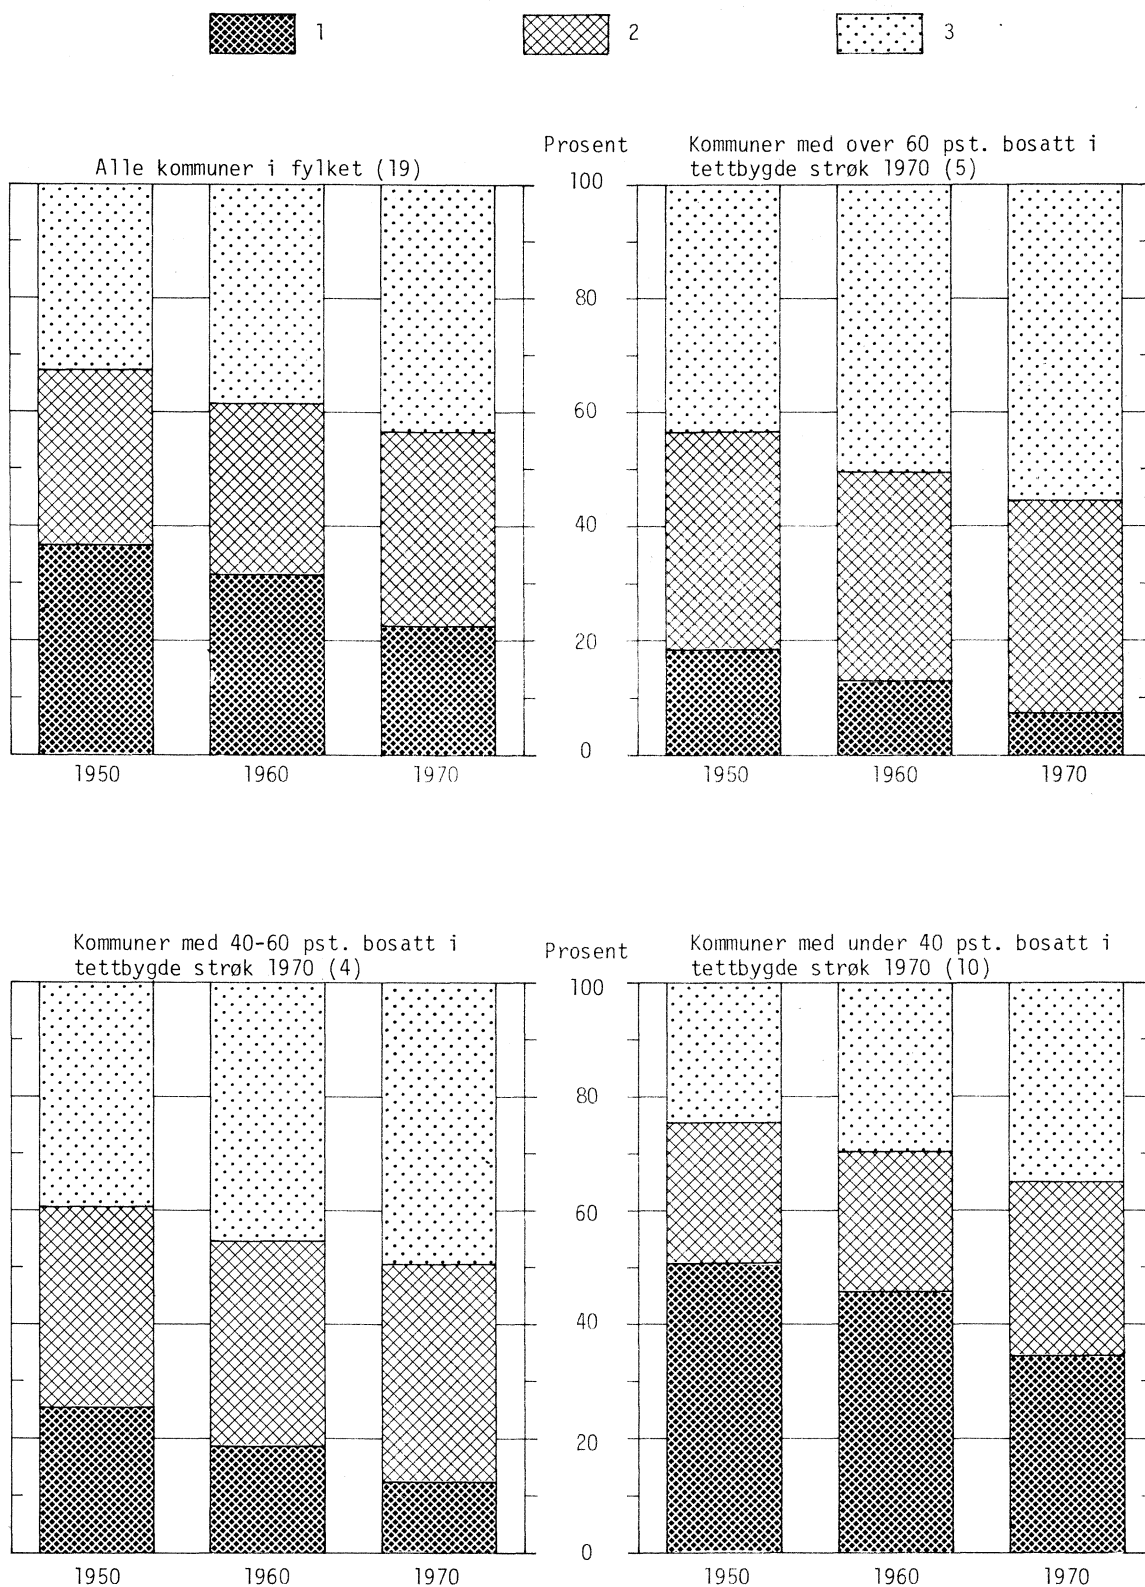 1 2 3
Alle kommuner i fylket (19)
Prosent
Kommuner med over 60 pst. bosatt i
tettbygde strøk 1970 (5)
100
80
60
40
20
0
1950 1960 1970
1950 1960 1970
Kommuner med 40-60 pst. bosatt i
tettbygde strøk 1970 (4)
Prosent
Kommuner med under 40 pst. bosatt i
tettbygde strøk 1970 (10)
100
80
60
40
20
0
1950 1960 1970
1950 1960 1970